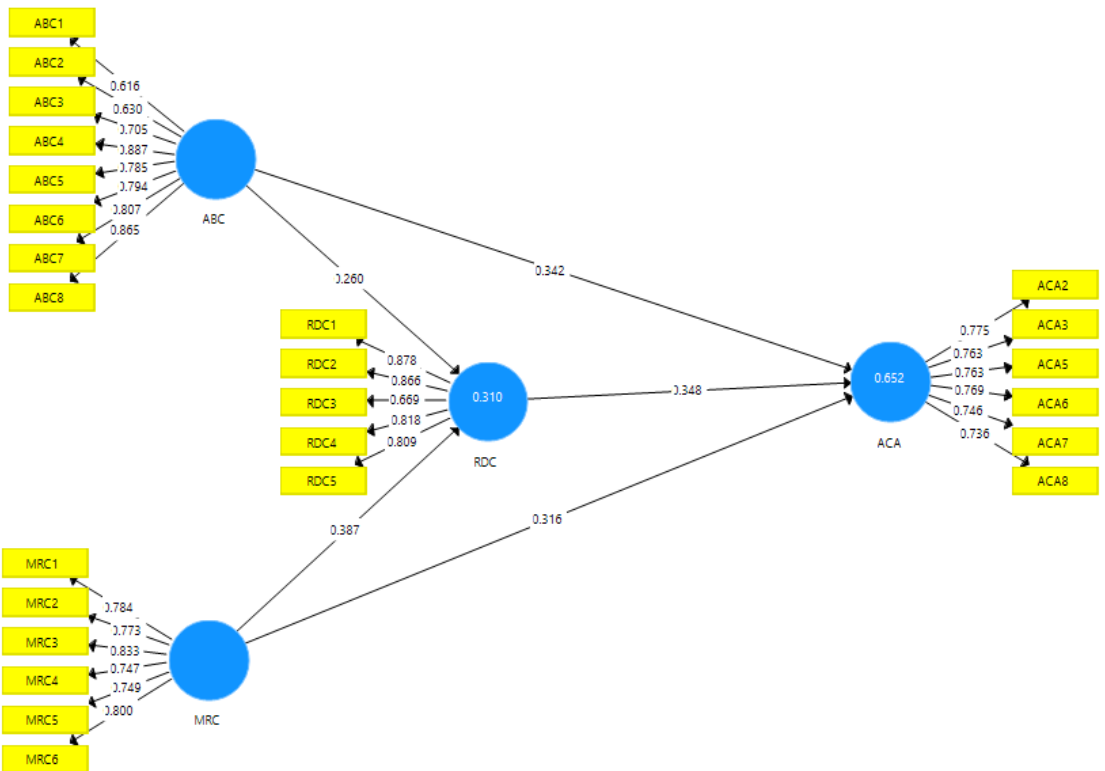 ABC1
ABC2
ABC3
ABC4
ABC5
ABC6
ABC7
ABC8
0.616
0.630
0.705
0.887
0.785
0.794
0.807
0.865
ABC
0.260
0.342
RDC1
RDC2
RDC3
RDC4
RDC5
0.878
0.866
0.669
0.818
0.809
0.310
RDC
0.348
0.387
0.316
0.652
ACA
0.775
0.763
0.763
0.769
0.746
0.736
ACA2
ACA3
ACA5
ACA6
ACA7
ACA8
MRC1
MRC2
MRC3
MRC4
MRC5
MRC6
0.784
0.773
0.833
0.747
0.749
0.800
MRC